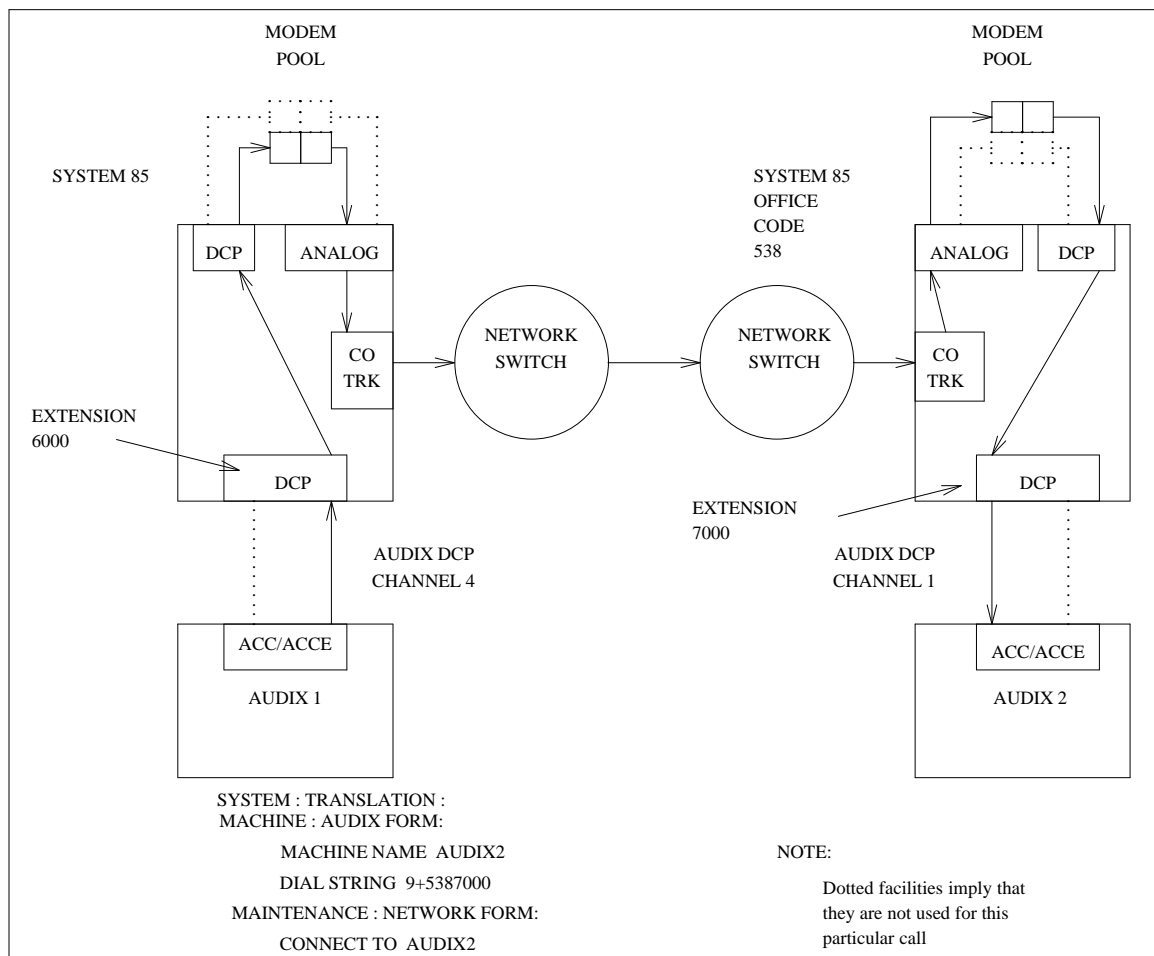 MODEM
POOL
MODEM
POOL
SYSTEM 85
SYSTEM 85
OFFICE
CODE
538
DCP
ANALOG
ANALOG
DCP
NETWORK
SWITCH
NETWORK
SWITCH
CO
TRK
CO
TRK
EXTENSION
6000
DCP
DCP
EXTENSION
7000
AUDIX DCP
CHANNEL 4
AUDIX DCP
CHANNEL 1
ACC/ACCE
ACC/ACCE
AUDIX 1
AUDIX 2
SYSTEM : TRANSLATION :
MACHINE : AUDIX FORM:
MACHINE NAME AUDIX2
DIAL STRING 9+5387000
MAINTENANCE : NETWORK FORM:
CONNECT TO AUDIX2
NOTE:
Dotted facilities imply that
they are not used for this
particular call